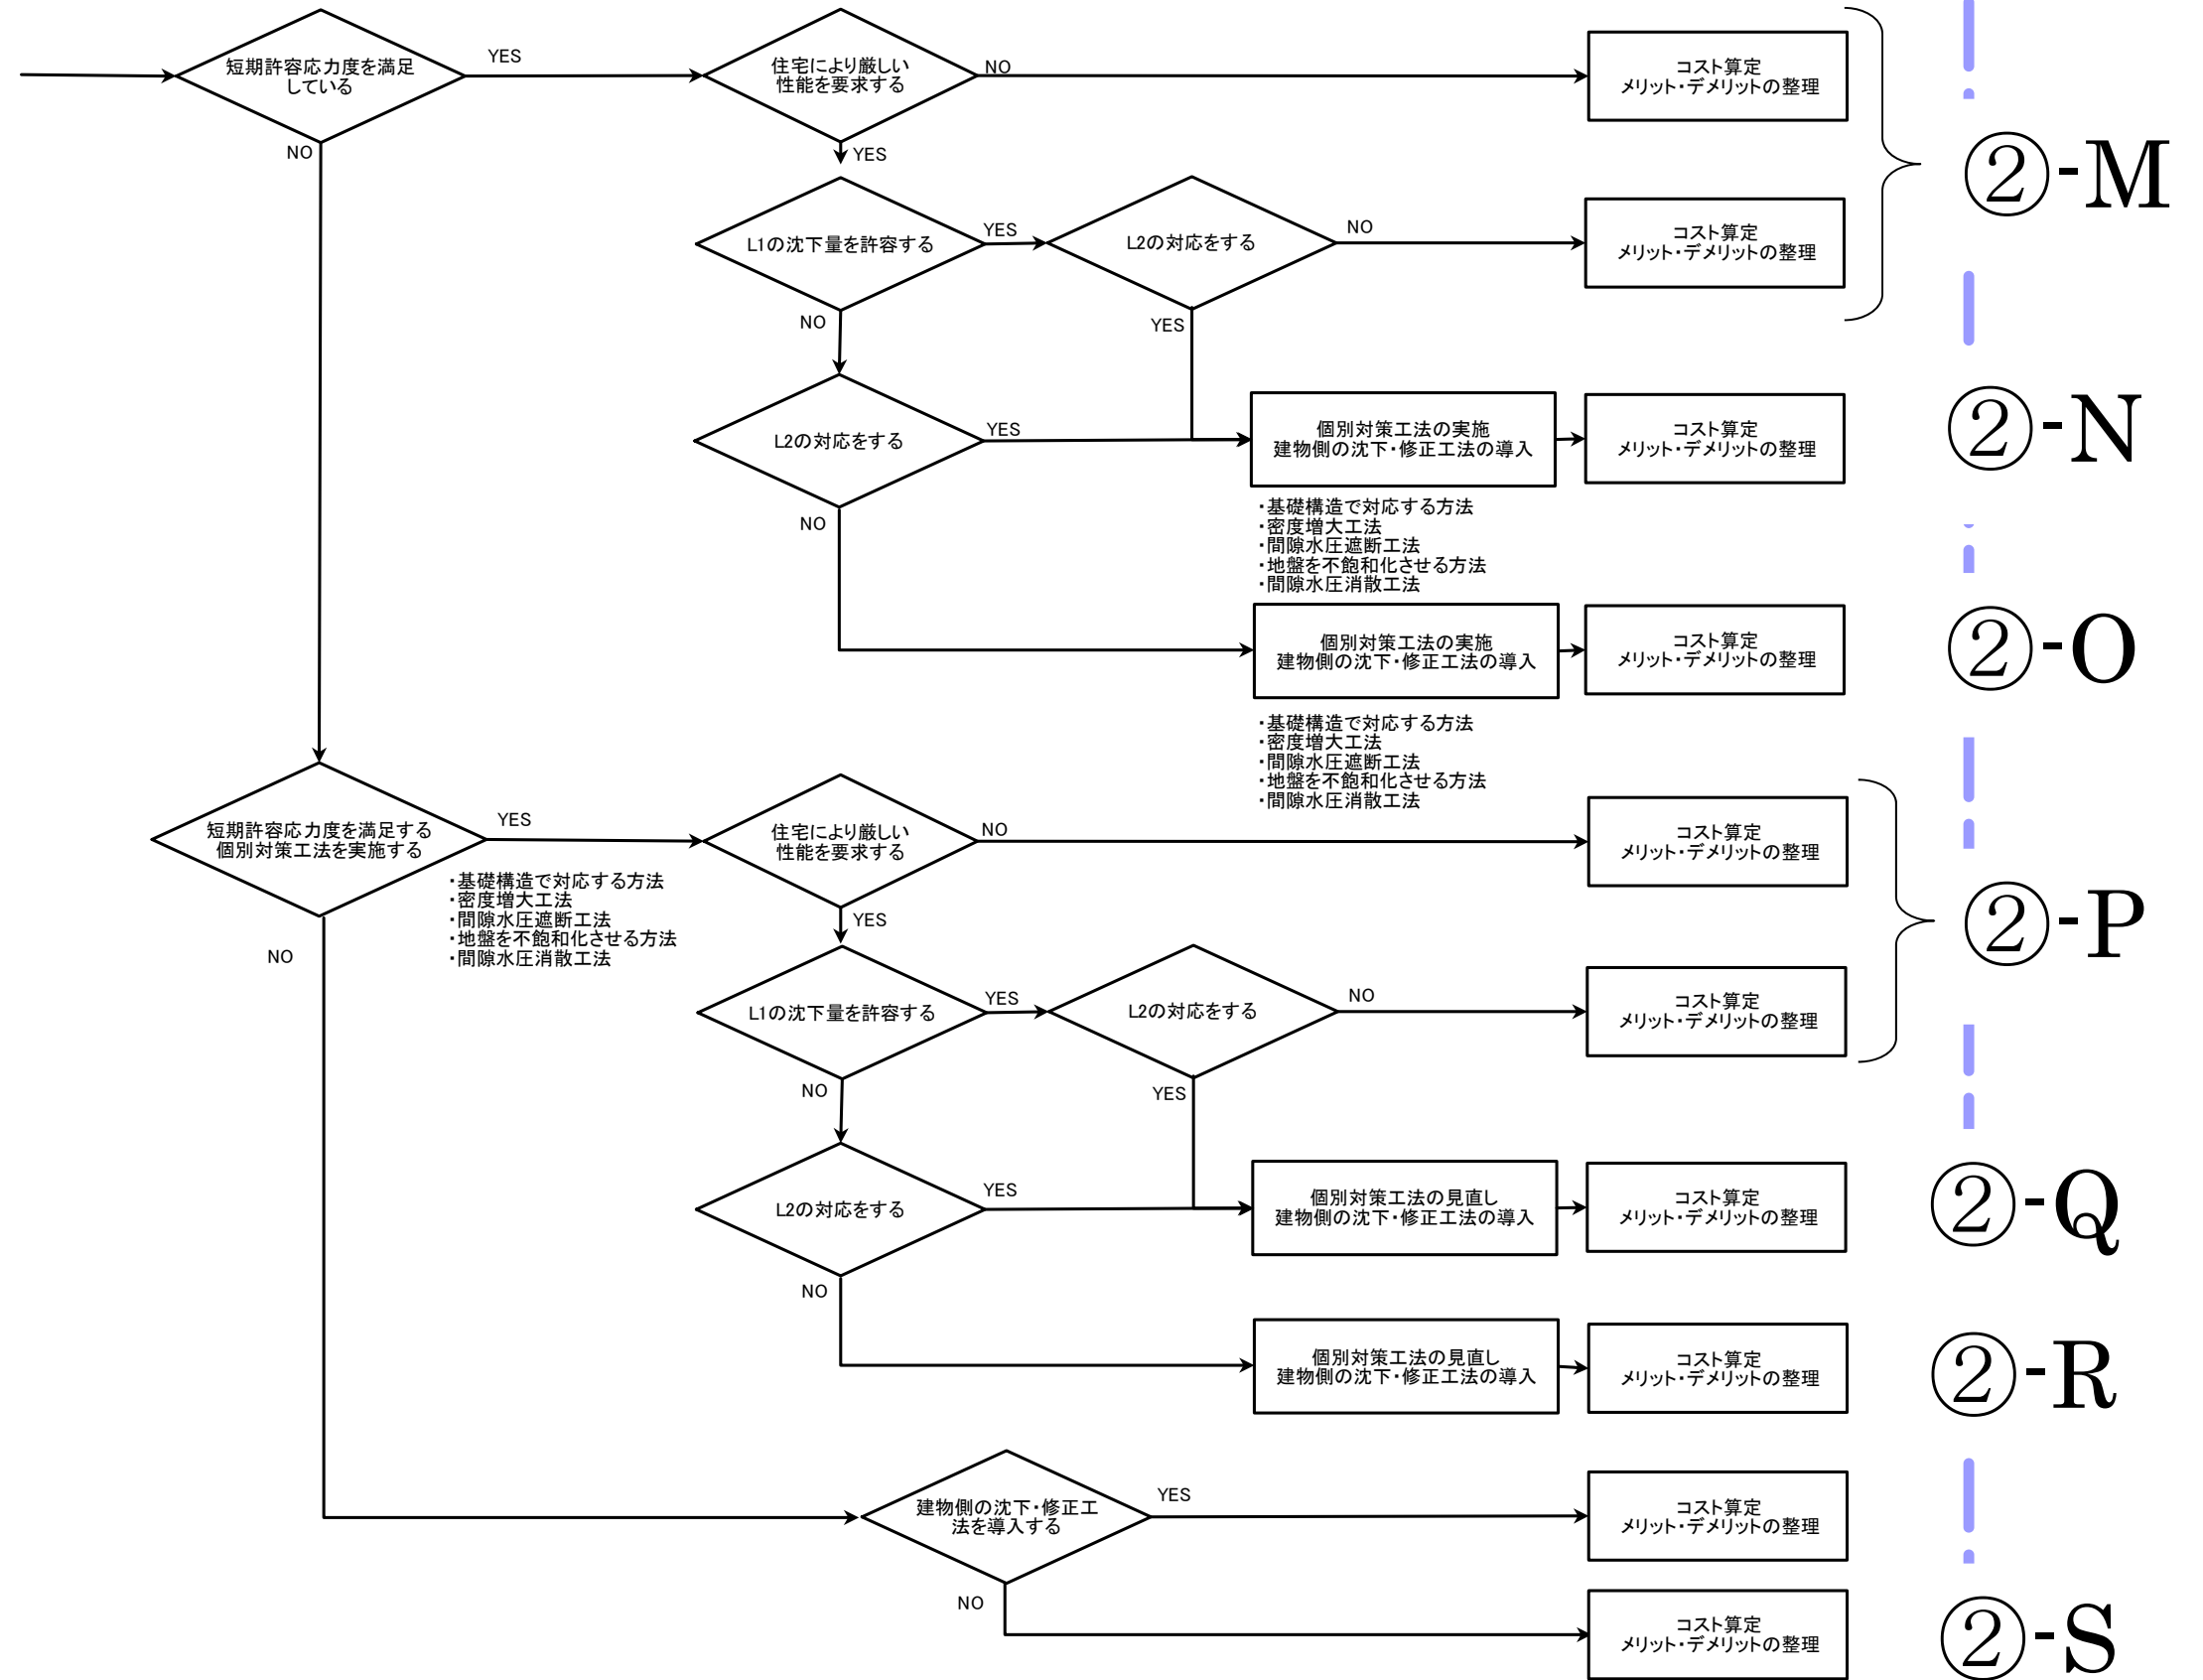 短期許容応力度を満足
している
YES
NO
住宅により厳しい
性能を要求する
NO
YES
コスト算定
メリット・デメリットの整理
②-M
L1の沈下量を許容する
YES
NO
L2の対応をする
NO
YES
コスト算定
メリット・デメリットの整理
L2の対応をする
YES
NO
個別対策工法の実施
建物側の沈下・修正工法の導入
コスト算定
メリット・デメリットの整理
②-N
・基礎構造で対応する方法
・密度増大工法
・間隙水圧遮断工法
・地盤を不飽和化させる方法
・間隙水圧消散工法
個別対策工法の実施
建物側の沈下・修正工法の導入
コスト算定
メリット・デメリットの整理
②-O
・基礎構造で対応する方法
・密度増大工法
・間隙水圧遮断工法
・地盤を不飽和化させる方法
・間隙水圧消散工法
短期許容応力度を満足する
個別対策工法を実施する
YES
NO
・基礎構造で対応する方法
・密度増大工法
・間隙水圧遮断工法
・地盤を不飽和化させる方法
・間隙水圧消散工法
住宅により厳しい
性能を要求する
NO
YES
コスト算定
メリット・デメリットの整理
②-P
L1の沈下量を許容する
YES
NO
L2の対応をする
NO
YES
コスト算定
メリット・デメリットの整理
L2の対応をする
YES
NO
個別対策工法の見直し
建物側の沈下・修正工法の導入
コスト算定
メリット・デメリットの整理
②-Q
個別対策工法の見直し
建物側の沈下・修正工法の導入
コスト算定
メリット・デメリットの整理
②-R
建物側の沈下・修正工
法を導入する
YES
NO
コスト算定
メリット・デメリットの整理
コスト算定
メリット・デメリットの整理
②-S